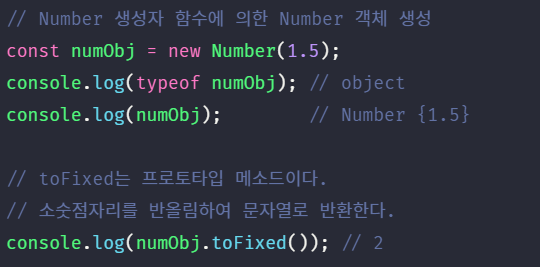 // Number 생성자 함수에 의한 Number 객체 생성
const numObj = new Number(1.5);
console.log(typeof numObj); // object
console.log(numObj);        // Number {1.5}

// toFixed는 프로토타입 메소드이다.
// 소숫점자리를 반올림하여 문자열로 반환한다.
console.log(numObj.toFixed()); // 2